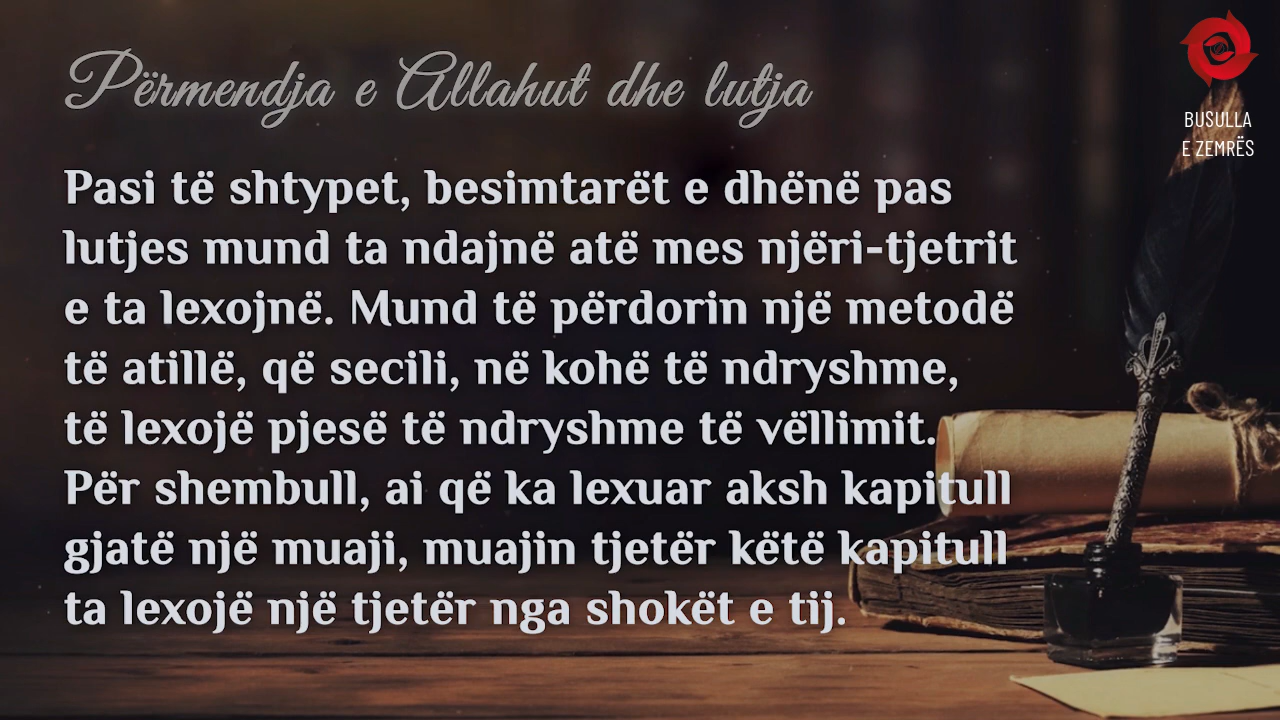 Përmendja e Allahut dhe lutja
BUSULLA
E ZEMRËS
Pasi të shtypet, besimtarët e dhënë pas
lutjes mund ta ndajnë atë mes njëri-tjetrit
e ta lexojnë. Mund të përdorin një metodë
të atillë, që secili, në kohë të ndryshme,
të lexojë pjesë të ndryshme të vëllimit.
Për shembull, ai që ka lexuar aksh kapitull
gjatë një muaji, muajin tjetër këtë kapitull
ta lexojë një tjetër nga shokët e tij.